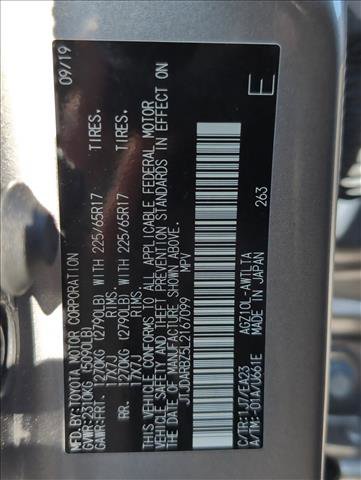 MFD. BY: TOYOTA MOTOR CORPORATION 09/19
GVWR: 2310KG (5090LB)
GAWR: FRT. 1270KG (2790LB) WITH 225/65R17 TIRES.
17X7J RIMS.
RR. 1270KG (2790LB) WITH 225/65R17 TIRES.
17X7J RIMS.
THIS VEHICLE CONFORMS TO ALL APPLICABLE FEDERAL MOTOR
VEHICLE SAFETY AND THEFT PREVENTION STANDARDS IN EFFECT ON
THE DATE OF MANUFACTURE SHOWN ABOVE.
JTJDARBZ5L2167099 MPV
E
263
C/TR: 1J7/EA23 AGZ10L-AWTLTA
A/TM: -01A/U661E MADE IN JAPAN